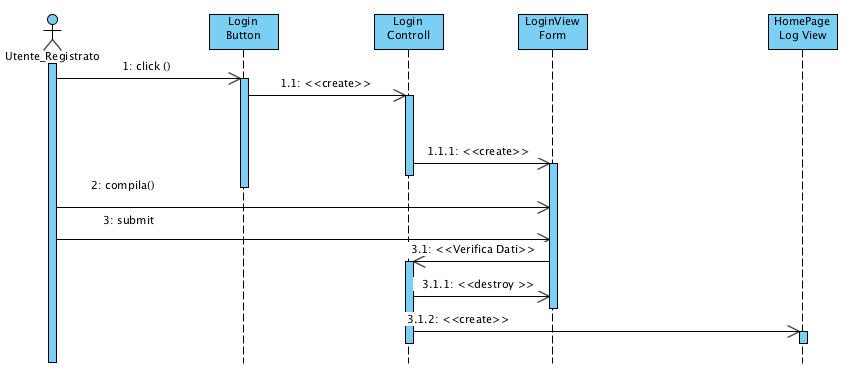 Login
Button
Login
Controll
LoginView
Form
HomePage
Log View
Utente_Registrato
1: click ()
1.1: <<create>>
1.1.1: <<create>>
2: compila()
3: submit
3.1: <<Verifica Dati>>
3.1.1: <<destroy >>
3.1.2: <<create>>